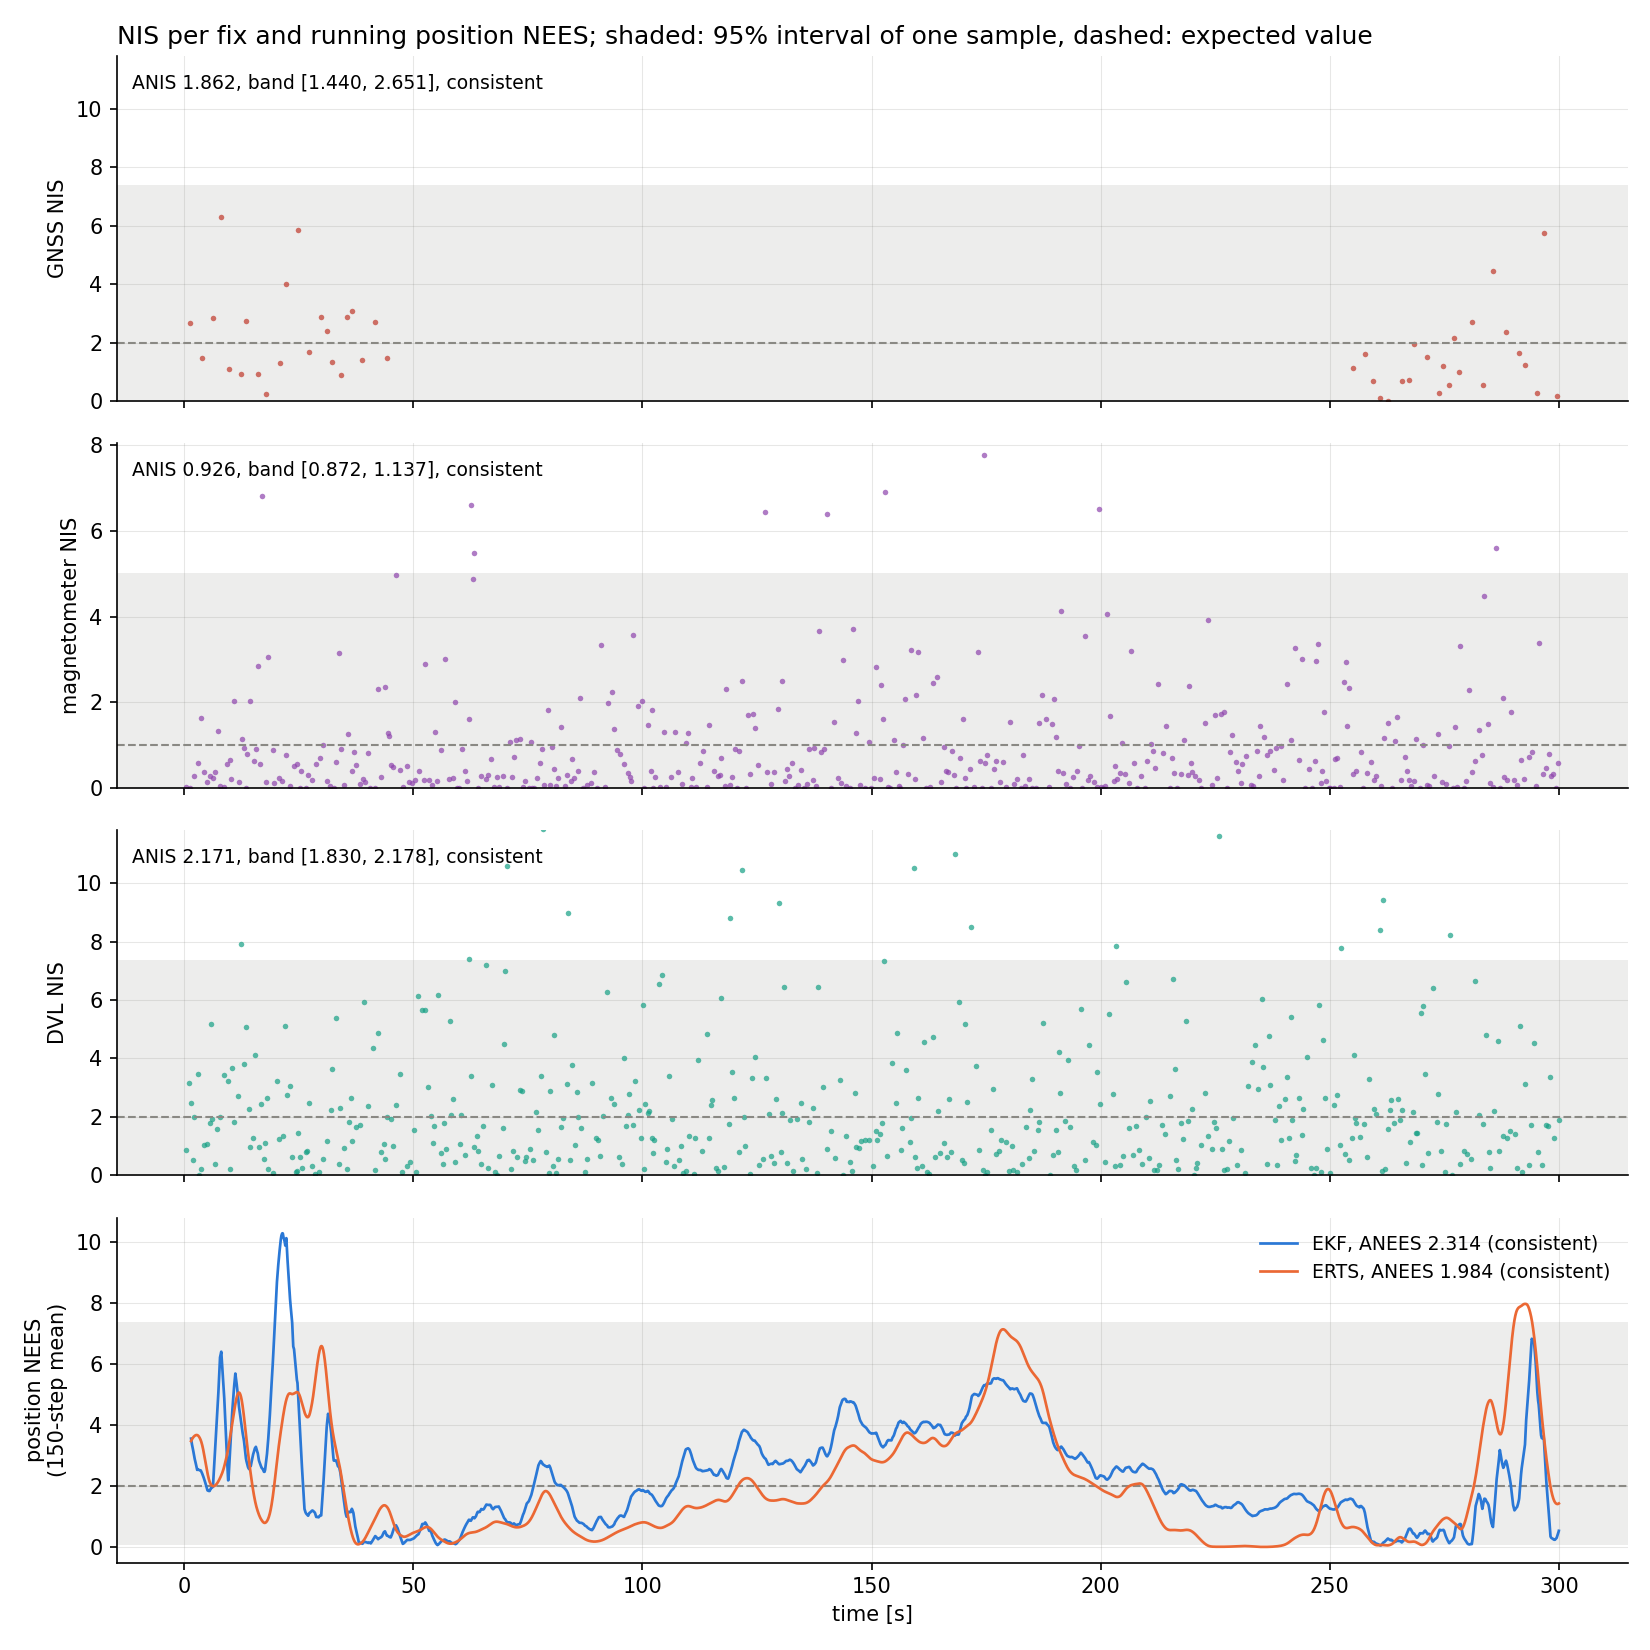 NIS per fix and running position NEES; shaded: 95% interval of one sample, dashed: expected value
ANIS 1.862, band [1.440, 2.651], consistent
GNSS NIS
10
8
6
4
2
0
ANIS 0.926, band [0.872, 1.137], consistent
magnetometer NIS
8
6
4
2
0
ANIS 2.171, band [1.830, 2.178], consistent
DVL NIS
10
8
6
4
2
0
EKF, ANEES 2.314 (consistent)
ERTS, ANEES 1.984 (consistent)
position NEES
(150-step mean)
10
8
6
4
2
0
0 50 100 150 200 250 300
time [s]